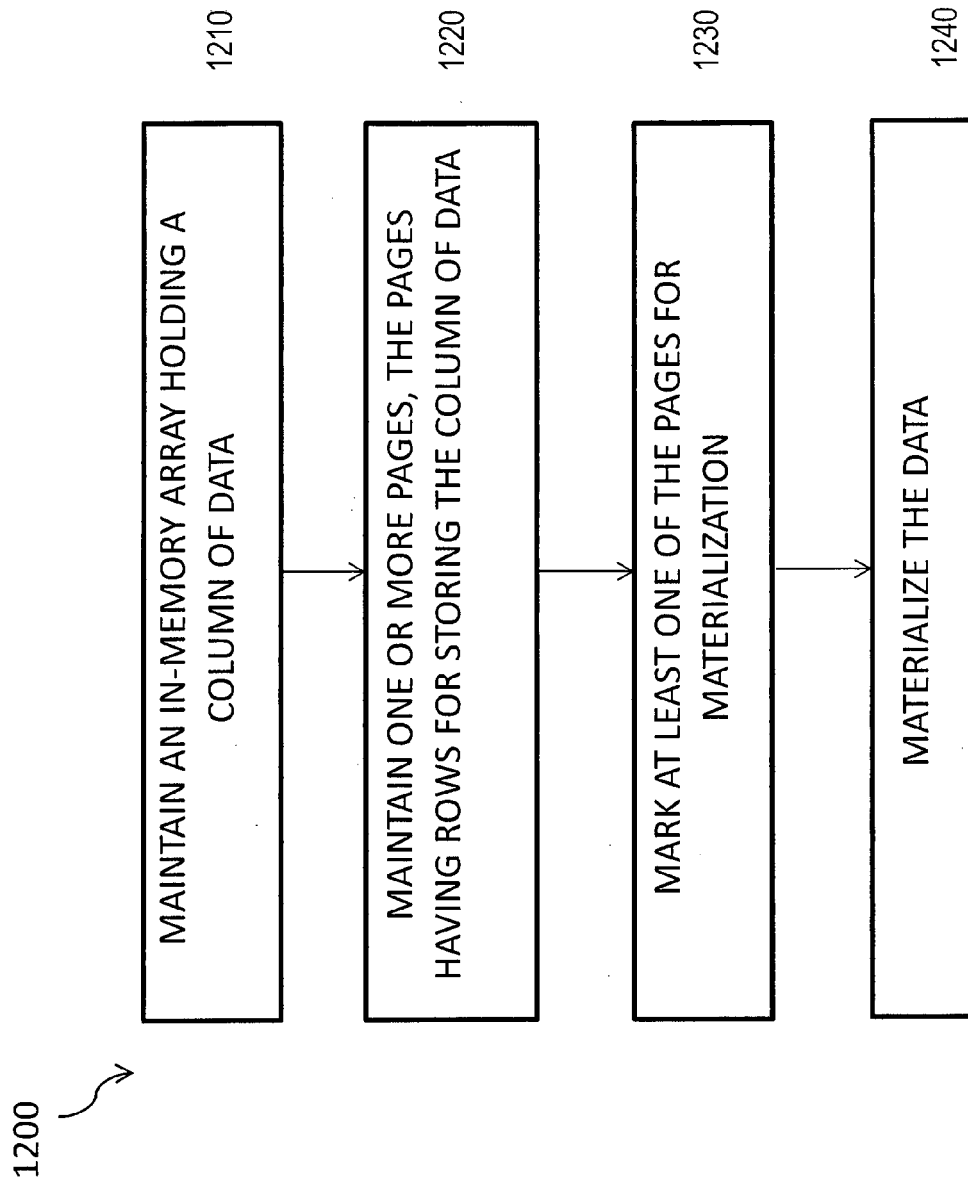 1200
MAINTAIN AN IN-MEMORY ARRAY HOLDING A
COLUMN OF DATA
1210
MAINTAIN ONE OR MORE PAGES, THE PAGES
HAVING ROWS FOR STORING THE COLUMN OF DATA
1220
MARK AT LEAST ONE OF THE PAGES FOR
MATERIALIZATION
1230
MATERIALIZE THE DATA
1240